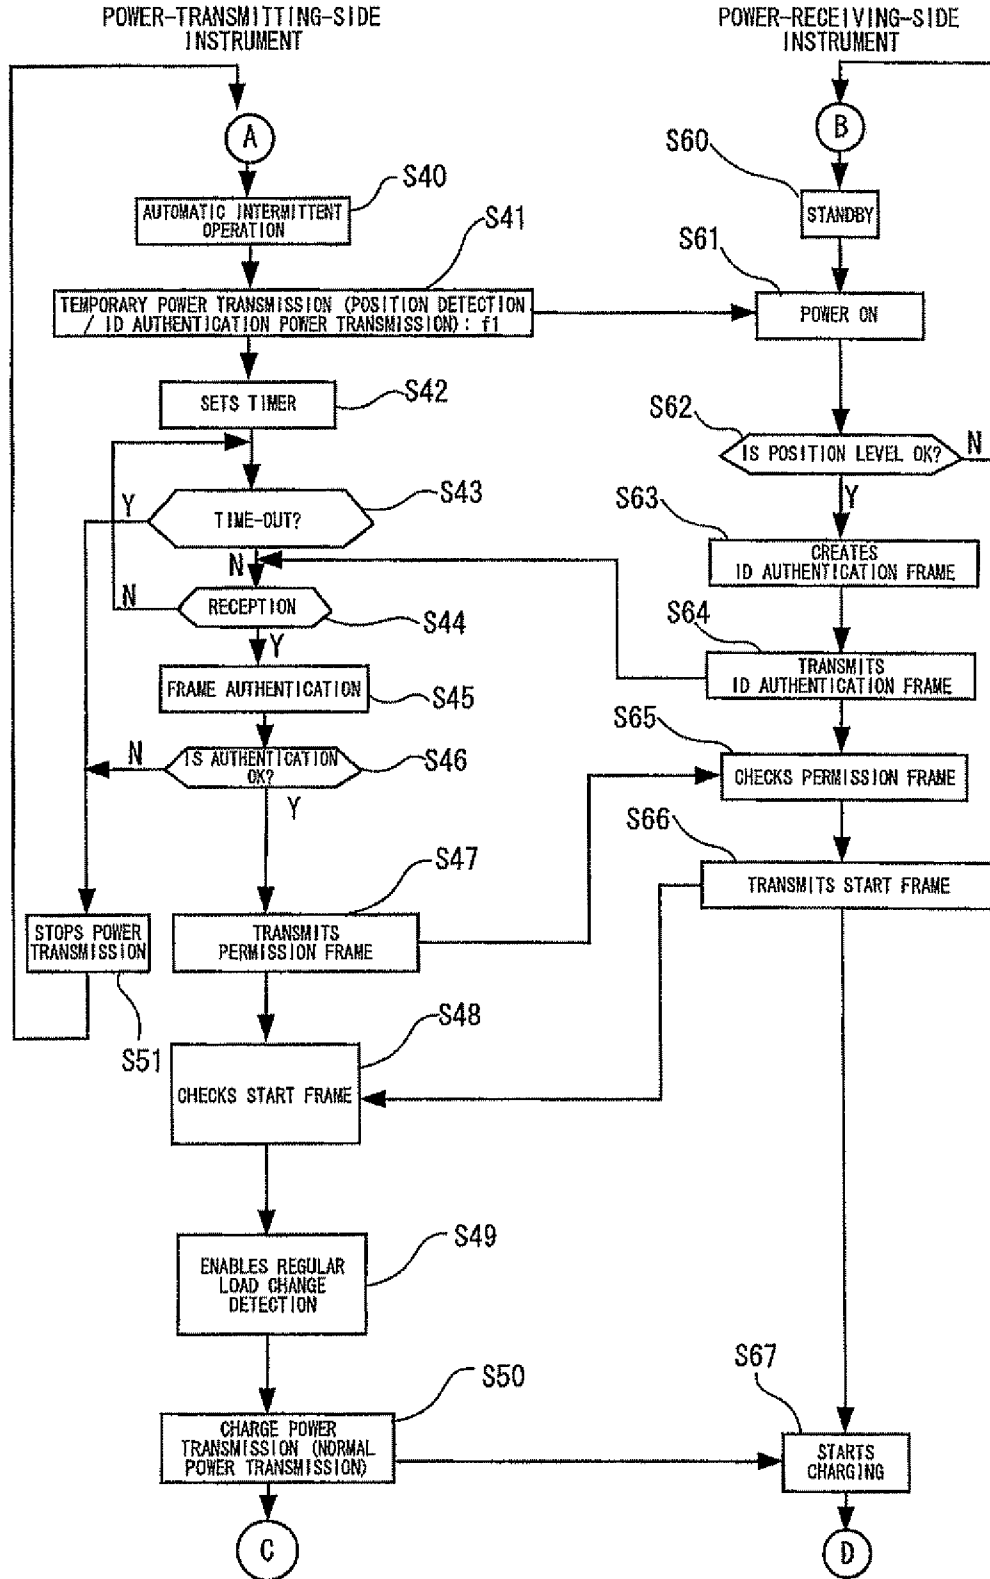 POWER-TRANSMITTING-SIDE
INSTRUMENT
POWER-RECEIVING-SIDE
INSTRUMENT
A
B
S40
AUTOMATIC INTERMITTENT
OPERATION
S60
STANDBY
S41
TEMPORARY POWER TRANSMISSION (POSITION DETECTION
/ ID AUTHENTICATION POWER TRANSMISSION): f1
S61
POWER ON
SETS TIMER
S42
S62
IS POSITION LEVEL OK?
N
Y
Y
TIME-OUT?
S43
N
S63
CREATES
ID AUTHENTICATION FRAME
N
RECEPTION
S44
Y
S64
TRANSMITS
ID AUTHENTICATION FRAME
FRAME AUTHENTICATION
S45
S65
CHECKS PERMISSION FRAME
N
IS AUTHENTICATION
OK?
S46
Y
S66
TRANSMITS START FRAME
S47
TRANSMITS
PERMISSION FRAME
STOPS POWER
TRANSMISSION
S51
S48
CHECKS START FRAME
S49
ENABLES REGULAR
LOAD CHANGE
DETECTION
S50
CHARGE POWER
TRANSMISSION (NORMAL
POWER TRANSMISSION)
S67
STARTS
CHARGING
C
D